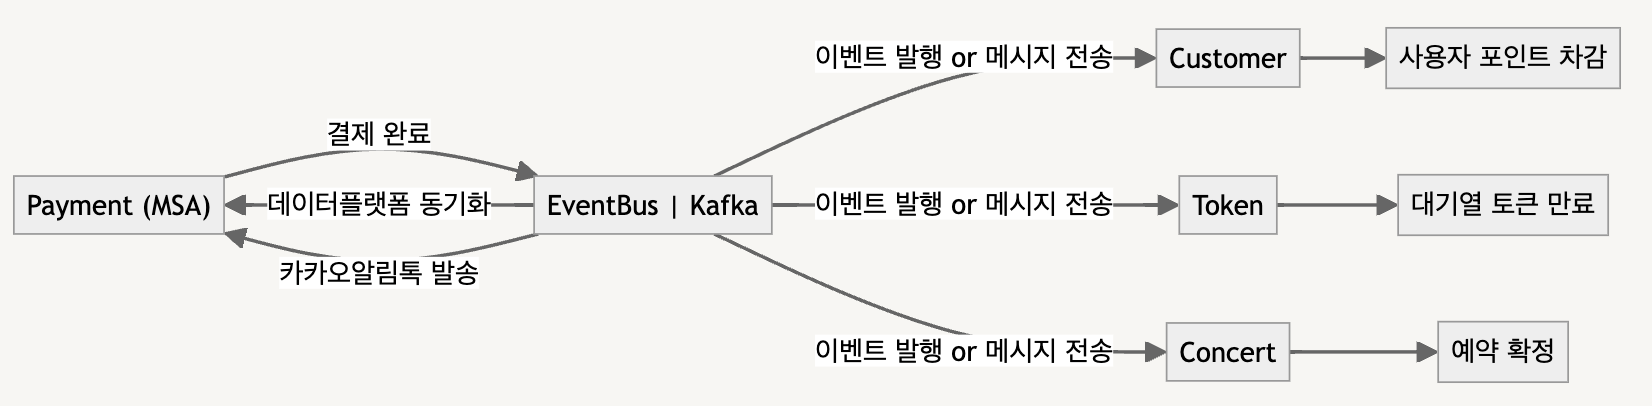 이벤트 발행 or 메시지 전송
Customer
사용자 포인트 차감
결제 완료
Payment (MSA)
데이터플랫폼 동기화
EventBus | Kafka
이벤트 발행 or 메시지 전송
Token
대기열 토큰 만료
카카오알림톡 발송
이벤트 발행 or 메시지 전송
Concert
예약 확정